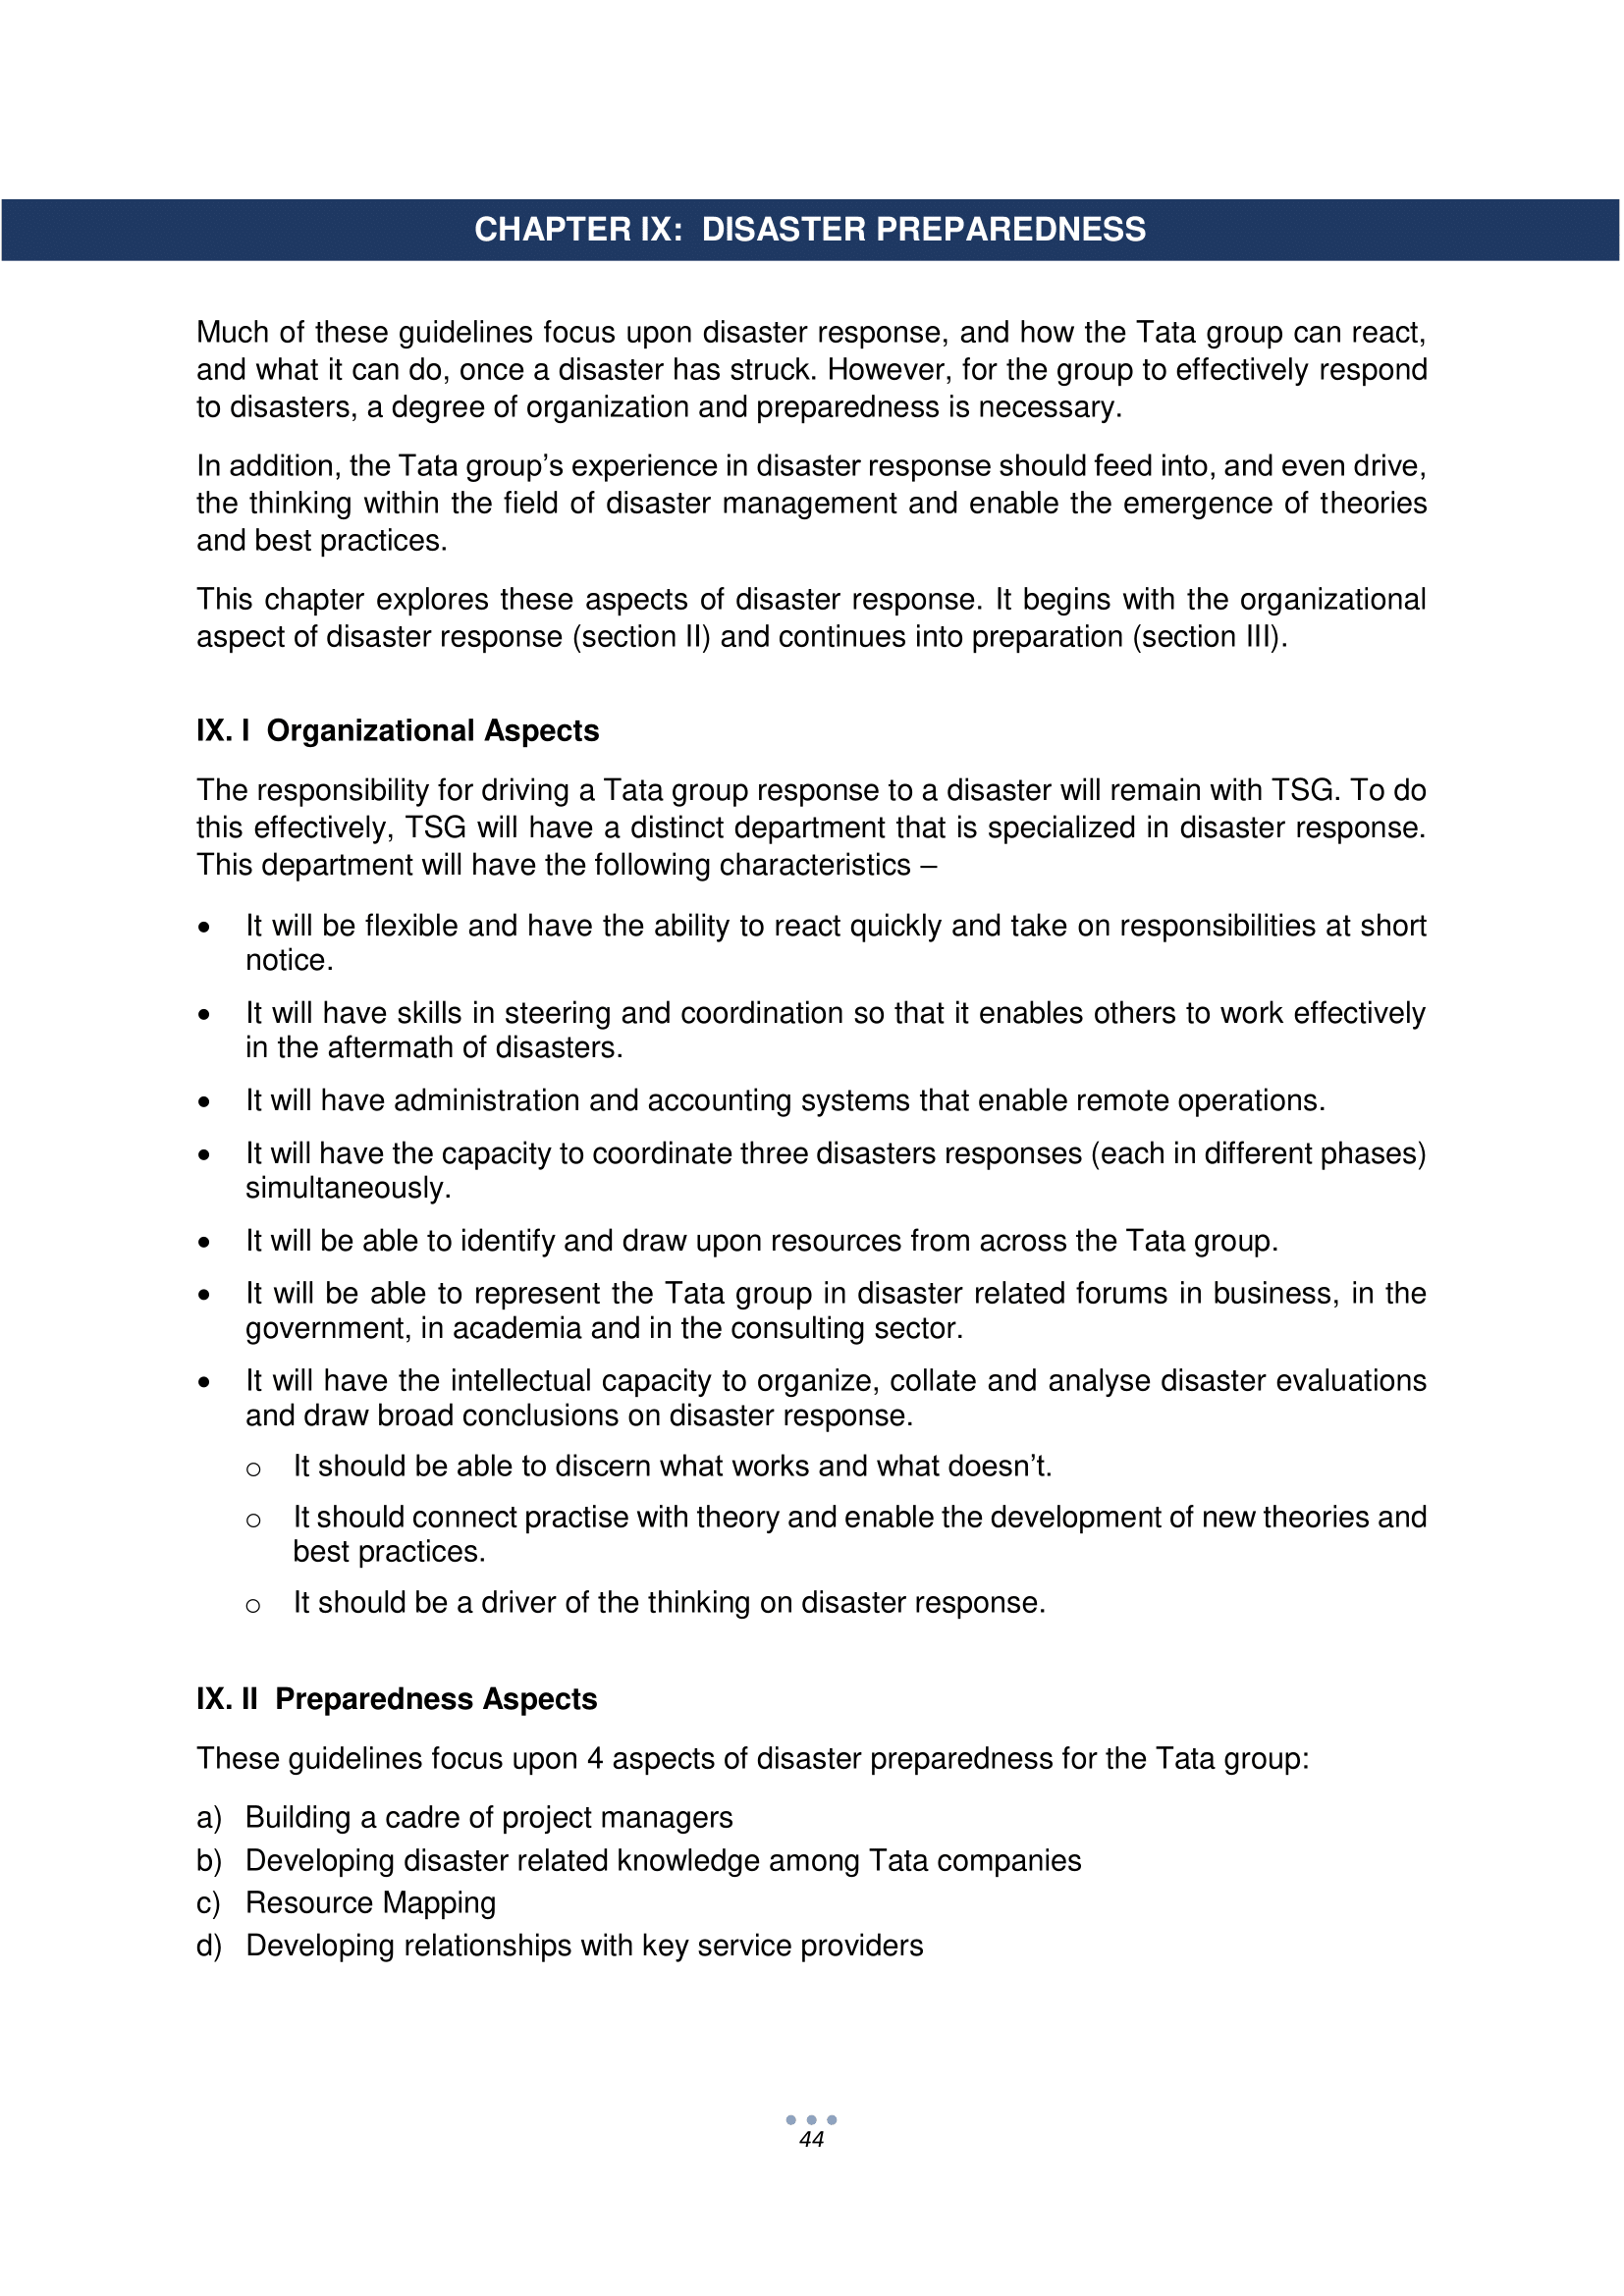 CHAPTER IX:  DISASTER PREPAREDNESS
Much of these guidelines focus upon disaster response, and how the Tata group can react,
and what it can do, once a disaster has struck. However, for the group to effectively respond
to disasters, a degree of organization and preparedness is necessary.
In addition, the Tata group’s experience in disaster response should feed into, and even drive,
the thinking within the field of disaster management and enable the emergence of theories
and best practices.
This chapter explores these aspects of disaster response. It begins with the organizational
aspect of disaster response (section II) and continues into preparation (section III).
IX. I  Organizational Aspects
The responsibility for driving a Tata group response to a disaster will remain with TSG. To do
this effectively, TSG will have a distinct department that is specialized in disaster response.
This department will have the following characteristics –
• It will be flexible and have the ability to react quickly and take on responsibilities at short
notice.
• It will have skills in steering and coordination so that it enables others to work effectively
in the aftermath of disasters.
• It will have administration and accounting systems that enable remote operations.
• It will have the capacity to coordinate three disasters responses (each in different phases)
simultaneously.
• It will be able to identify and draw upon resources from across the Tata group.
• It will be able to represent the Tata group in disaster related forums in business, in the
government, in academia and in the consulting sector.
• It will have the intellectual capacity to organize, collate and analyse disaster evaluations
and draw broad conclusions on disaster response.
o It should be able to discern what works and what doesn’t.
o It should connect practise with theory and enable the development of new theories and
best practices.
o It should be a driver of the thinking on disaster response.
IX. II  Preparedness Aspects
These guidelines focus upon 4 aspects of disaster preparedness for the Tata group:
a) Building a cadre of project managers
b) Developing disaster related knowledge among Tata companies
c) Resource Mapping
d) Developing relationships with key service providers
44